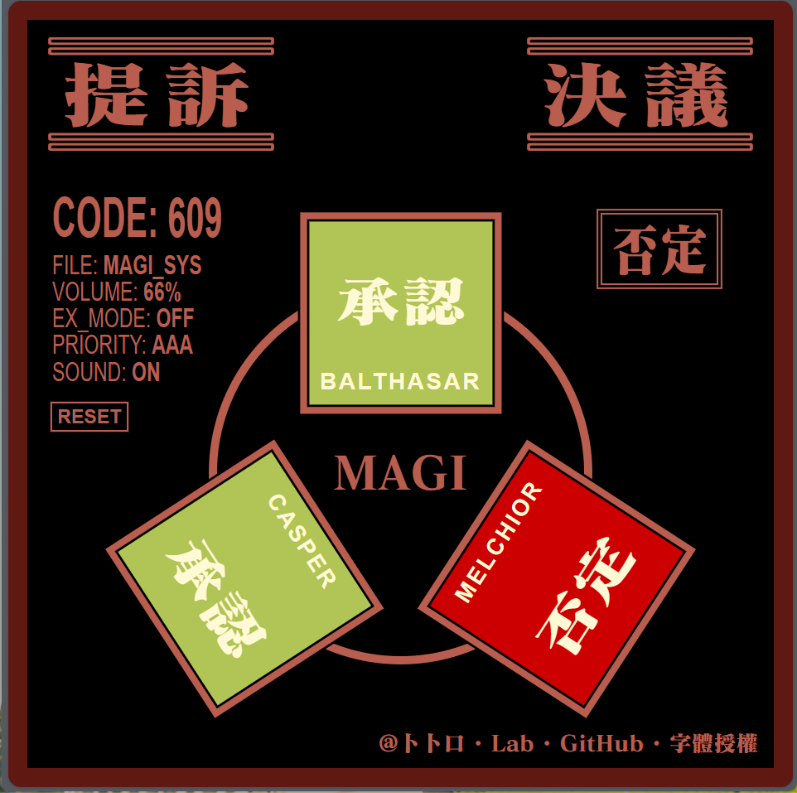 提訴
決議
CODE: 609
FILE: MAGI_SYS
VOLUME: 66%
EX_MODE: OFF
PRIORITY: AAA
SOUND: ON
RESET
否定
承認
BALTHASAR
MAGI
CASPER
承認
MELCHIOR
否定
@トトロ・Lab・GitHub・字體授權